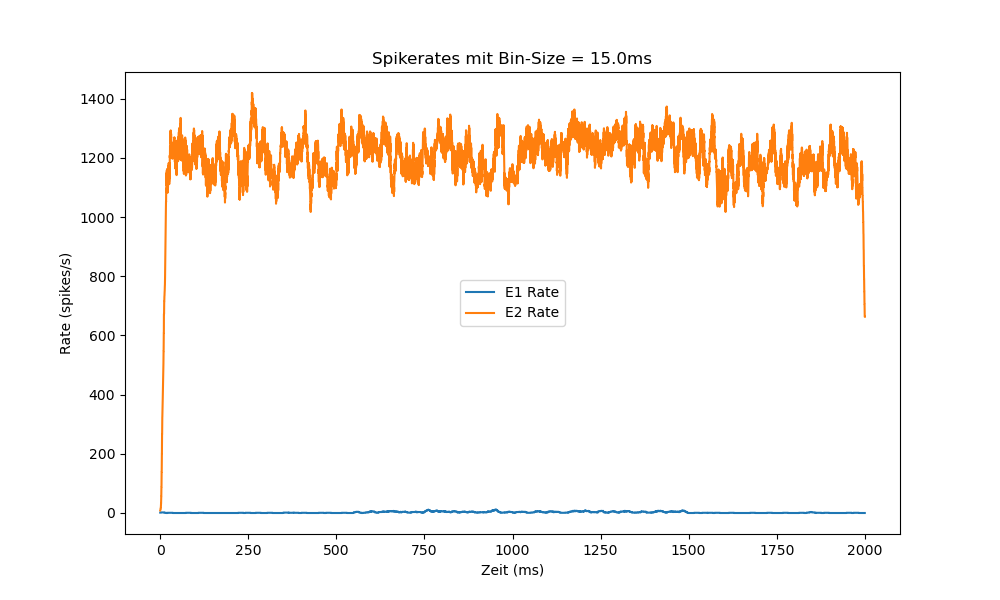 Spikerates mit Bin-Size = 15.0ms
Rate (spikes/s)
1400
1200
1000
800
600
400
200
0
E1 Rate
E2 Rate
0 250 500 750 1000 1250 1500 1750 2000
Zeit (ms)